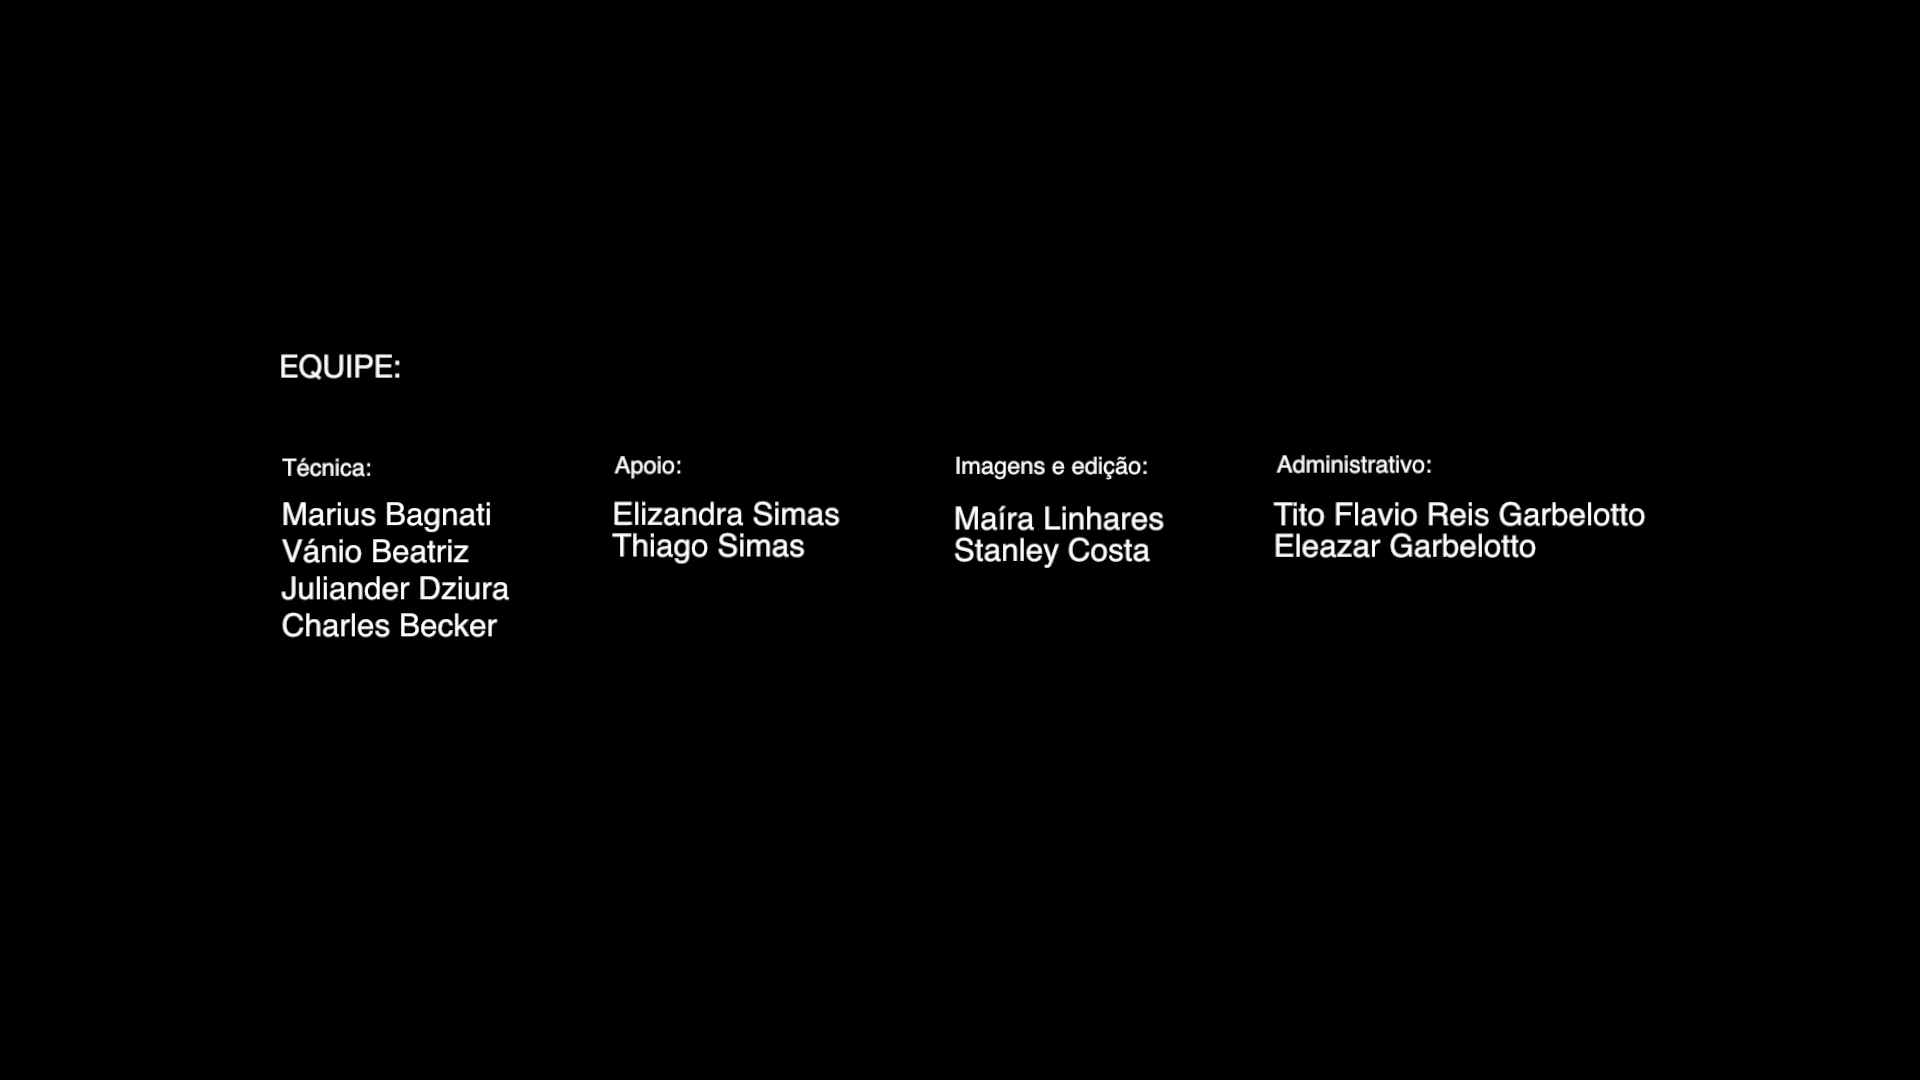 EQUIPE:
Técnica:
Marius Bagnati
Vánio Beatriz
Juliander Dziura
Charles Becker
Apoio:
Elizandra Simas
Thiago Simas
Imagens e edição:
Maíra Linhares
Stanley Costa
Administrativo:
Tito Flavio Reis Garbelotto
Eleazar Garbelotto